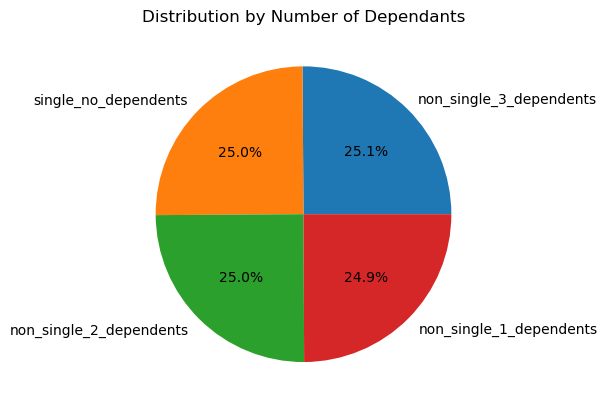 Distribution by Number of Dependants
single_no_dependents
non_single_3_dependents
25.0%
25.1%
25.0%
24.9%
non_single_2_dependents
non_single_1_dependents